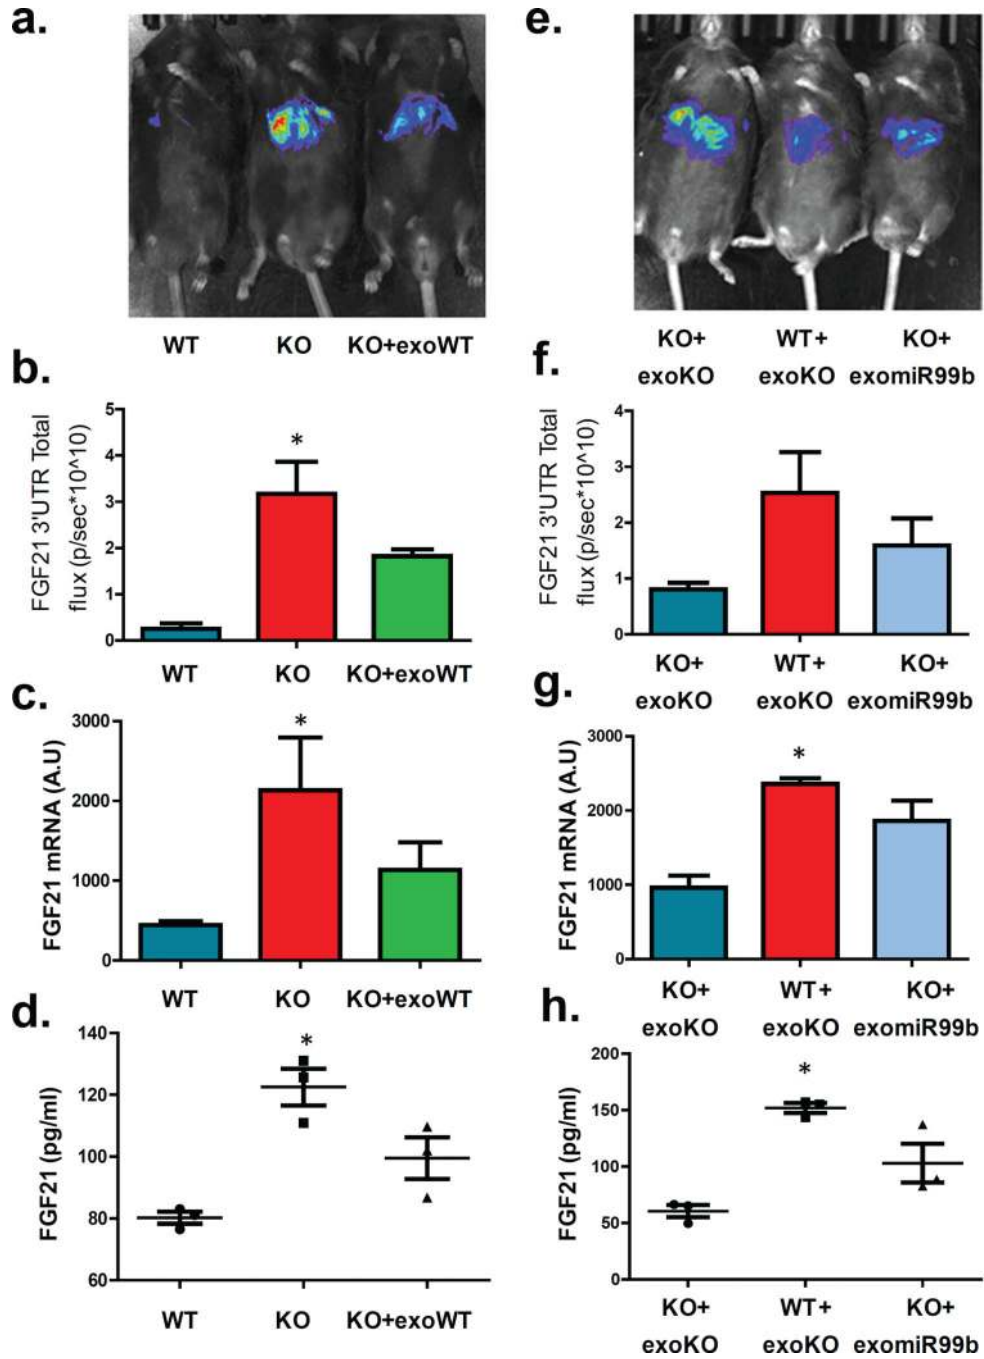 a.
WT KO KO+exoWT
b.
FGF21 3'UTR Total
flux (p/sec*10^10)
5
4
3
2
1
0
*
WT KO KO+exoWT
c.
FGF21 mRNA (A.U)
3000
2000
1000
0
*
WT KO KO+exoWT
d.
FGF21 (pg/ml)
140
120
100
80
60
*
WT KO KO+exoWT
e.
KO+ WT+ KO+
exoKO exoKO exomiR99b
f.
FGF21 3'UTR Total
flux (p/sec*10^10)
4
3
2
1
0
KO+ WT+ KO+
exoKO exoKO exomiR99b
g.
FGF21 mRNA (A.U)
3000
2000
1000
0
*
KO+ WT+ KO+
exoKO exoKO exomiR99b
h.
FGF21 (pg/ml)
200
150
100
50
0
*
KO+ WT+ KO+
exoKO exoKO exomiR99b